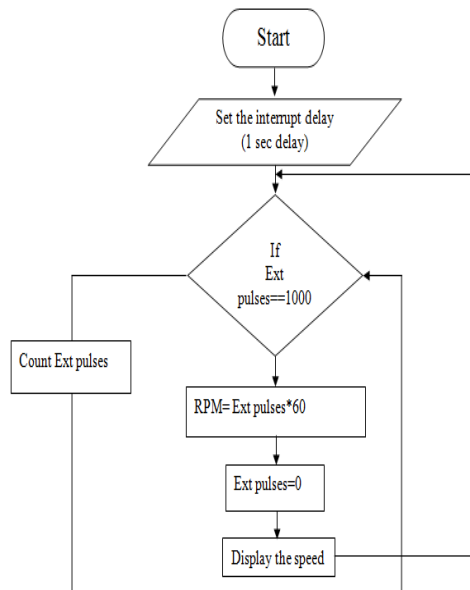 Start
Set the interrupt delay
(1 sec delay)
If
Ext
pulses==1000
Count Ext pulses
RPM= Ext pulses*60
Ext pulses=0
Display the speed